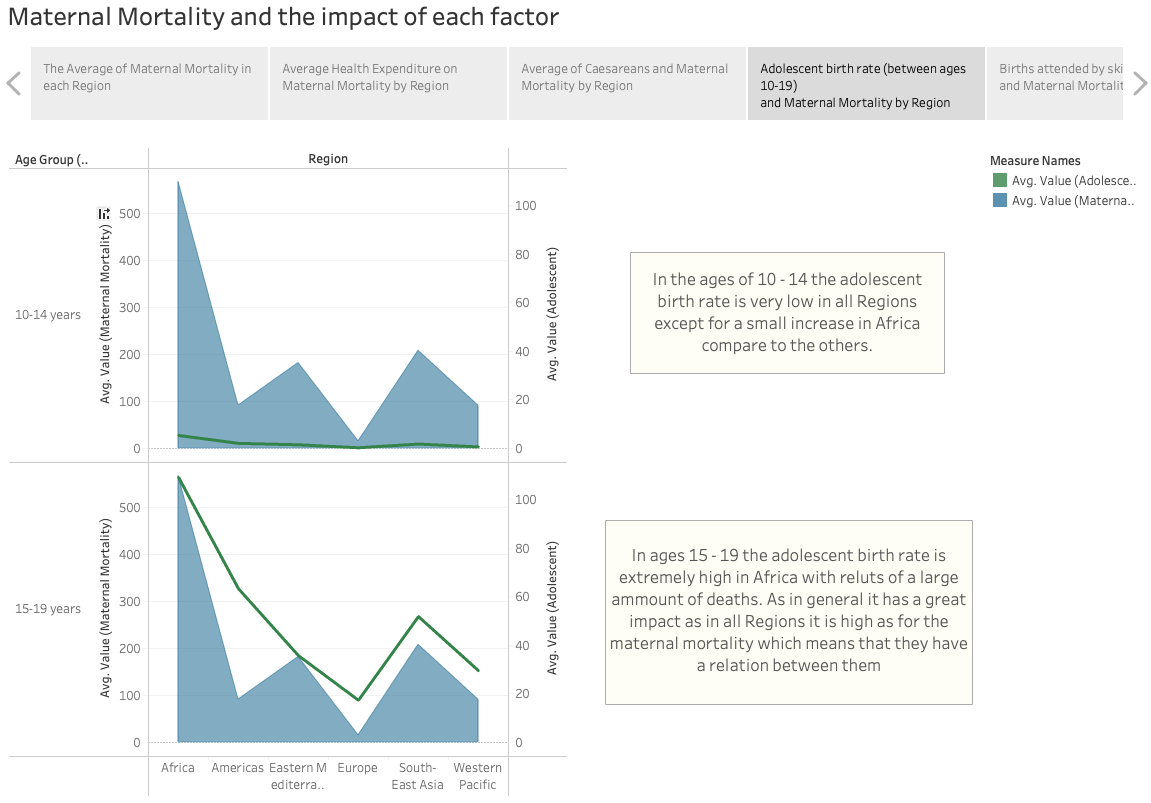 Maternal Mortality and the impact of each factor
The Average of Maternal Mortality in
each Region
Average Health Expenditure on
Maternal Mortality by Region
Average of Caesareans and Maternal
Mortality by Region
Adolescent birth rate (between ages
10-19)
and Maternal Mortality by Region
Births attended by ski
and Maternal Mortalit
Age Group (..
Region
Measure Names
Avg. Value (Adolesce..
Avg. Value (Materna..
10-14 years
Avg. Value (Maternal Mortality)
500
400
300
200
100
0
100
80
60
40
20
0
Avg. Value (Adolescent)
In the ages of 10 - 14 the adolescent
birth rate is very low in all Regions
except for a small increase in Africa
compare to the others.
15-19 years
Avg. Value (Maternal Mortality)
500
400
300
200
100
0
100
80
60
40
20
0
Avg. Value (Adolescent)
In ages 15 - 19 the adolescent birth rate is
extremely high in Africa with reluts of a large
ammount of deaths. As in general it has a great
impact as in all Regions it is high as for the
maternal mortality which means that they have
a relation between them
Africa
Americas
Eastern M
editerra..
Europe
South-
East Asia
Western
Pacific